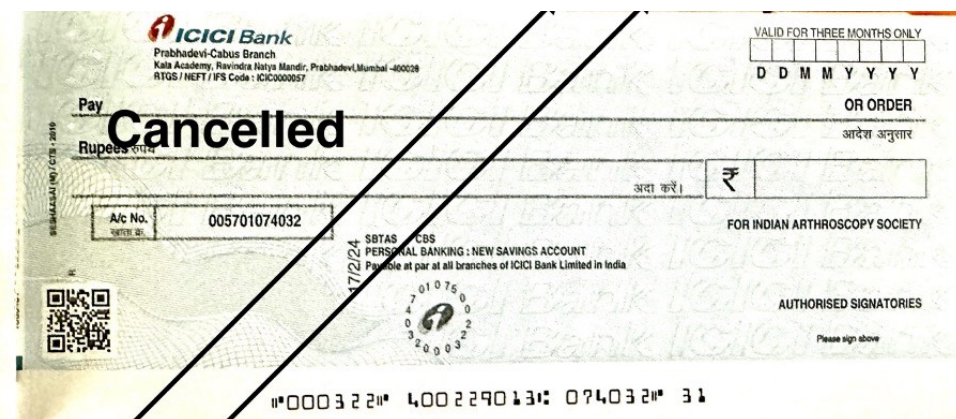 ICICI Bank
Prabhadevi-Cabus Branch
Kala Academy, Ravindra Natya Mandir, Prabhadevi,Mumbai -400028
RTGS / NEFT / IFS Code : ICIC0000057
VALID FOR THREE MONTHS ONLY
D D M M Y Y Y Y
Pay
OR ORDER
Cancelled
आदेश अनुसार
Rupees रुपये
अदा करें।
₹
A/c No.
खाता क्र.
005701074032
FOR INDIAN ARTHROSCOPY SOCIETY
SBTAS CBS
PERSONAL BANKING : NEW SAVINGS ACCOUNT
Payable at par at all branches of ICICI Bank Limited in India
17/2/24
AUTHORISED SIGNATORIES
Please sign above
⑈000322⑈ 400229013⑆ 074032⑈ 31